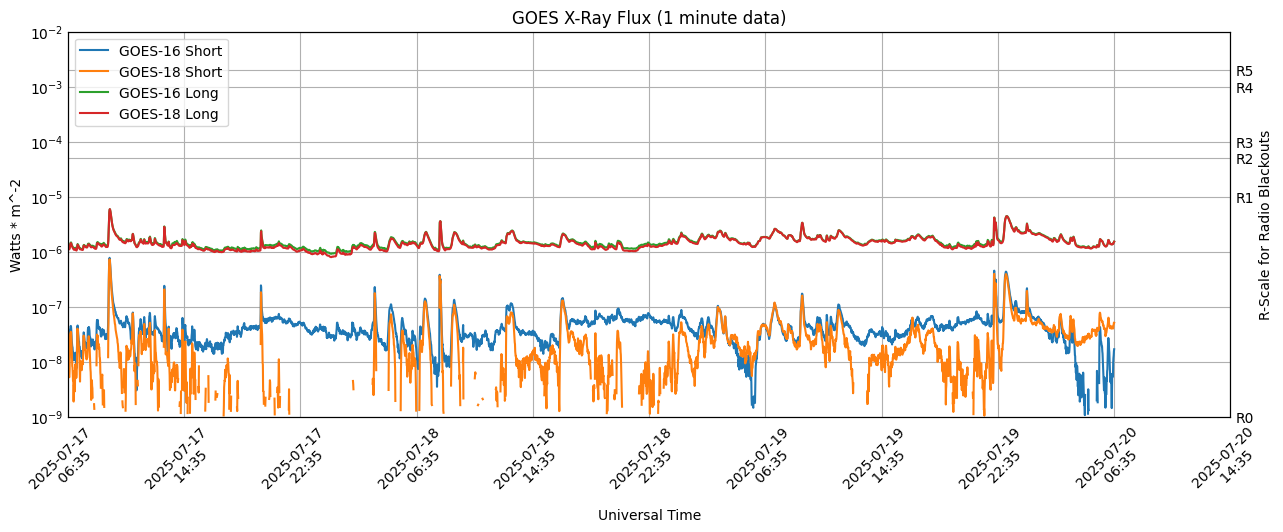 GOES X-Ray Flux (1 minute data)
10⁻²
10⁻³
10⁻⁴
10⁻⁵
10⁻⁶
10⁻⁷
10⁻⁸
10⁻⁹
Watts * m^-2
GOES-16 Short
GOES-18 Short
GOES-16 Long
GOES-18 Long
R5
R4
R3
R2
R1
R0
R-Scale for Radio Blackouts
2025-07-17
06:35
2025-07-17
14:35
2025-07-17
22:35
2025-07-18
06:35
2025-07-18
14:35
2025-07-18
22:35
2025-07-19
06:35
2025-07-19
14:35
2025-07-19
22:35
2025-07-20
06:35
2025-07-20
14:35
Universal Time